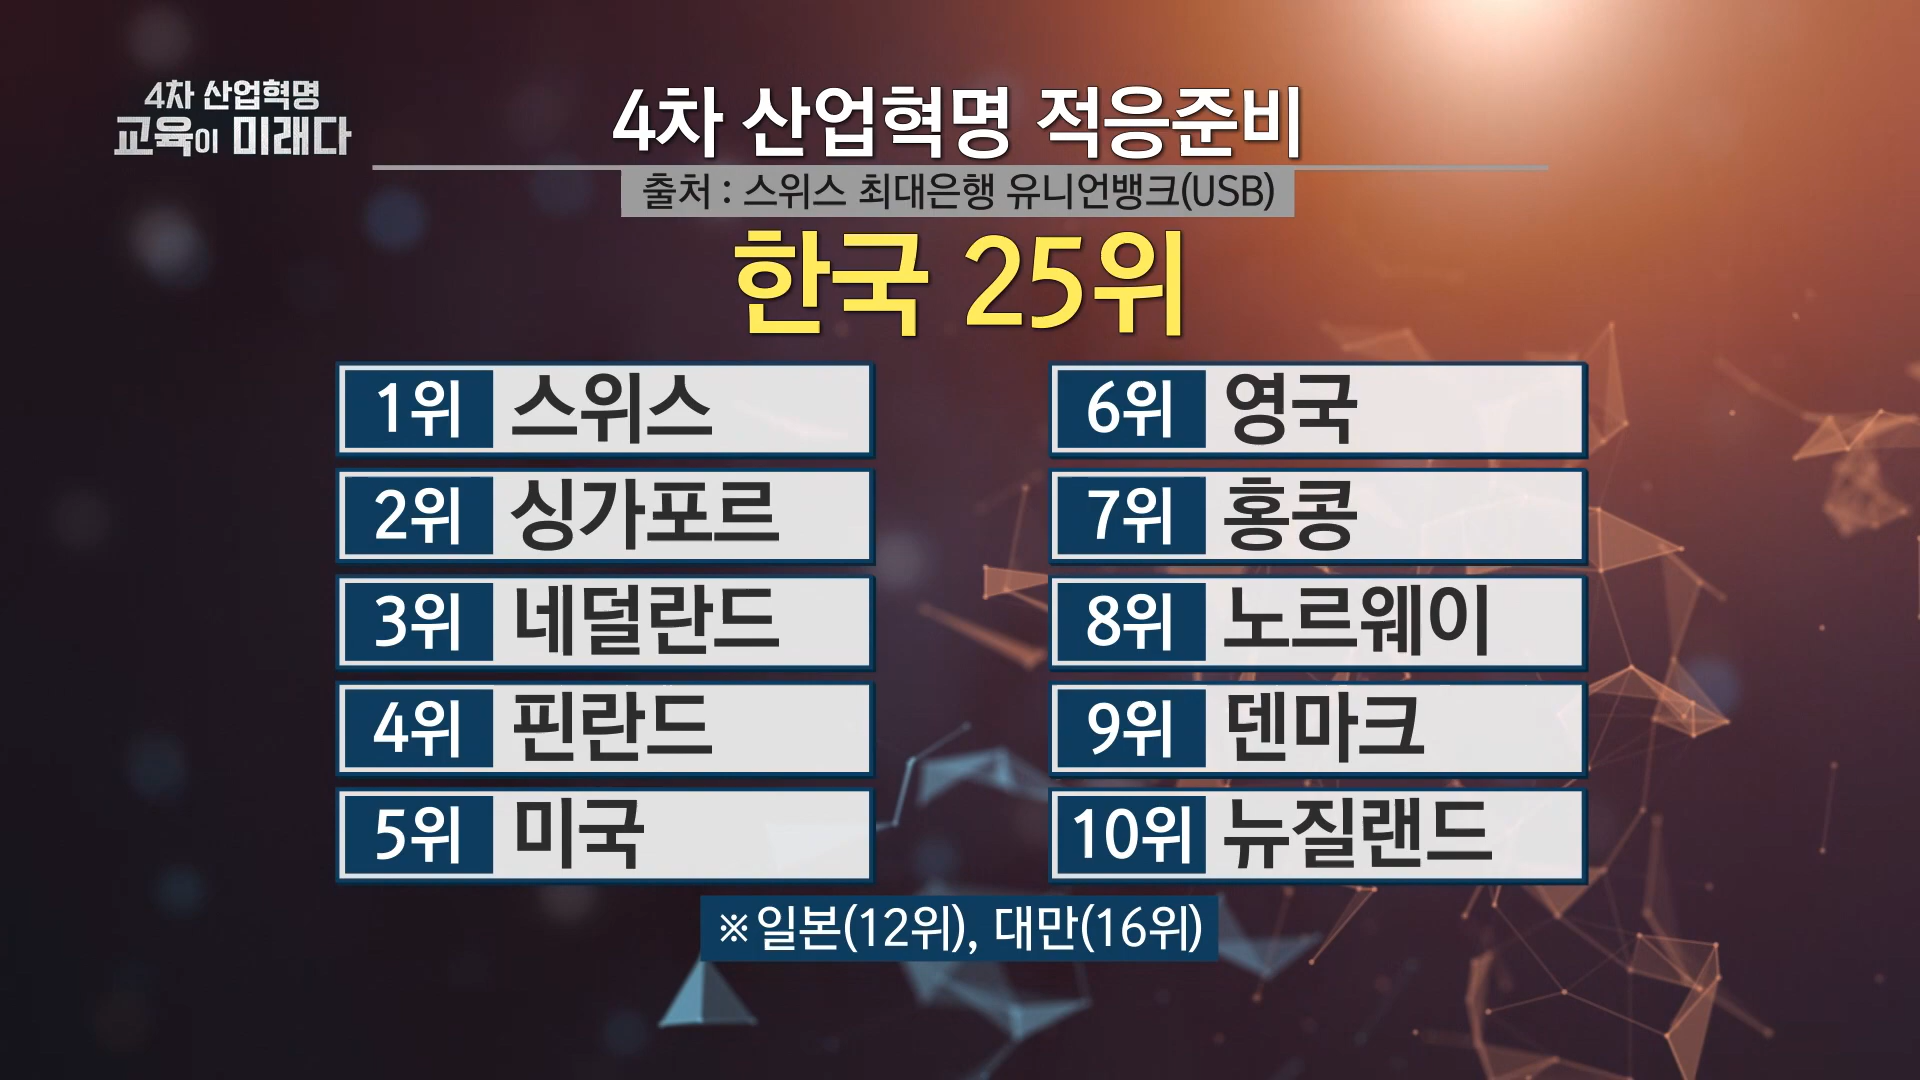 4차 산업혁명
교육이 미래다
4차 산업혁명 적응준비
출처 : 스위스 최대은행 유니언뱅크(USB)
한국 25위
1위 스위스
2위 싱가포르
3위 네덜란드
4위 핀란드
5위 미국
6위 영국
7위 홍콩
8위 노르웨이
9위 덴마크
10위 뉴질랜드
※일본(12위), 대만(16위)